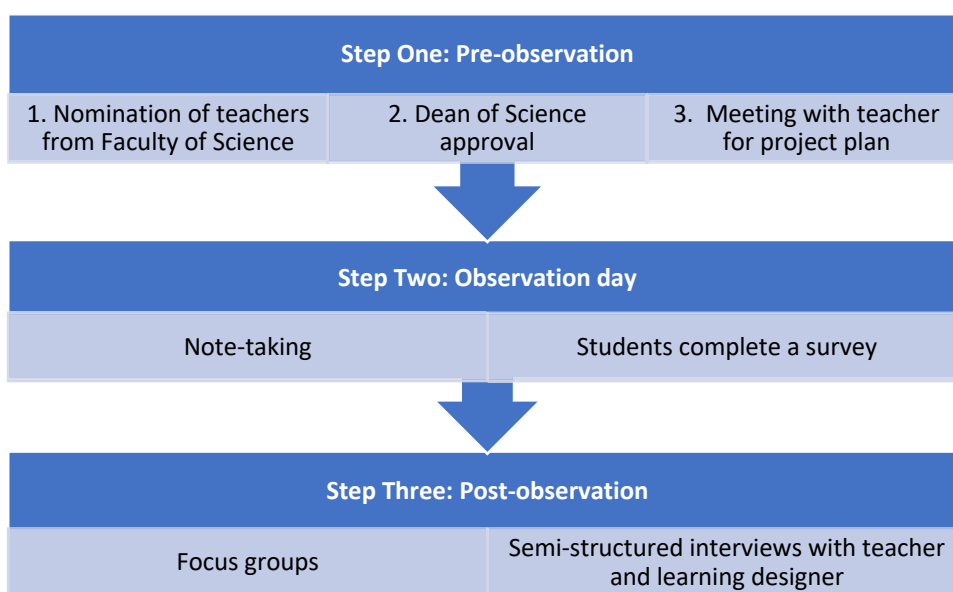 Step One: Pre-observation
1. Nomination of teachers
from Faculty of Science
2. Dean of Science
approval
3. Meeting with teacher
for project plan
Step Two: Observation day
Note-taking
Students complete a survey
Step Three: Post-observation
Focus groups
Semi-structured interviews with teacher
and learning designer